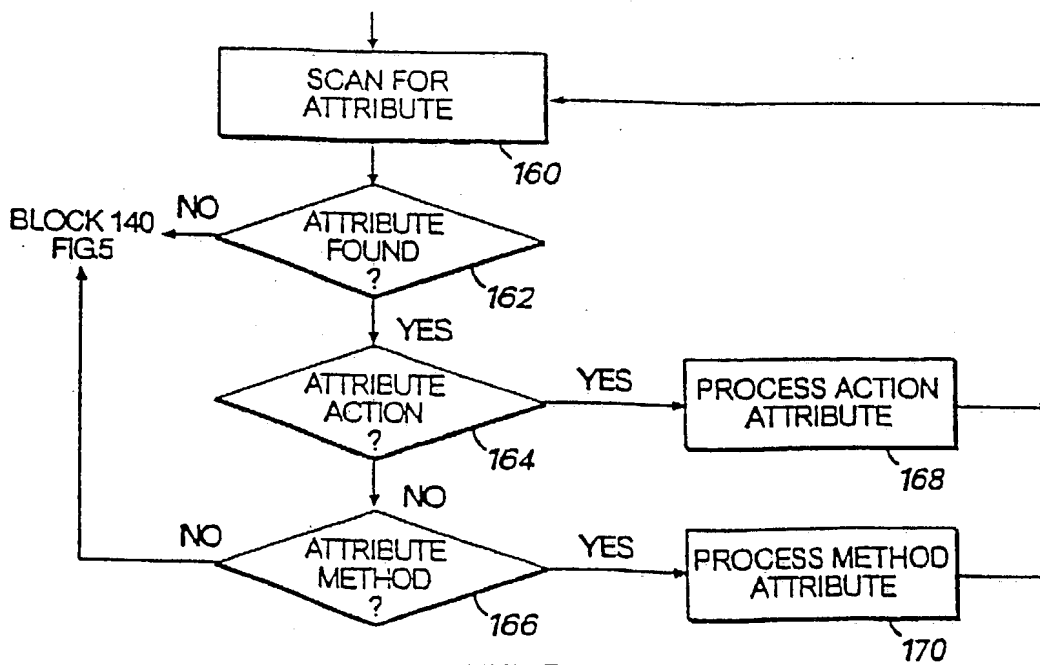 SCAN FOR
ATTRIBUTE
160
BLOCK 140
FIG.5
NO
ATTRIBUTE
FOUND
?
162
YES
ATTRIBUTE
ACTION
?
164
YES
PROCESS ACTION
ATTRIBUTE
168
NO
NO
ATTRIBUTE
METHOD
?
166
YES
PROCESS METHOD
ATTRIBUTE
170